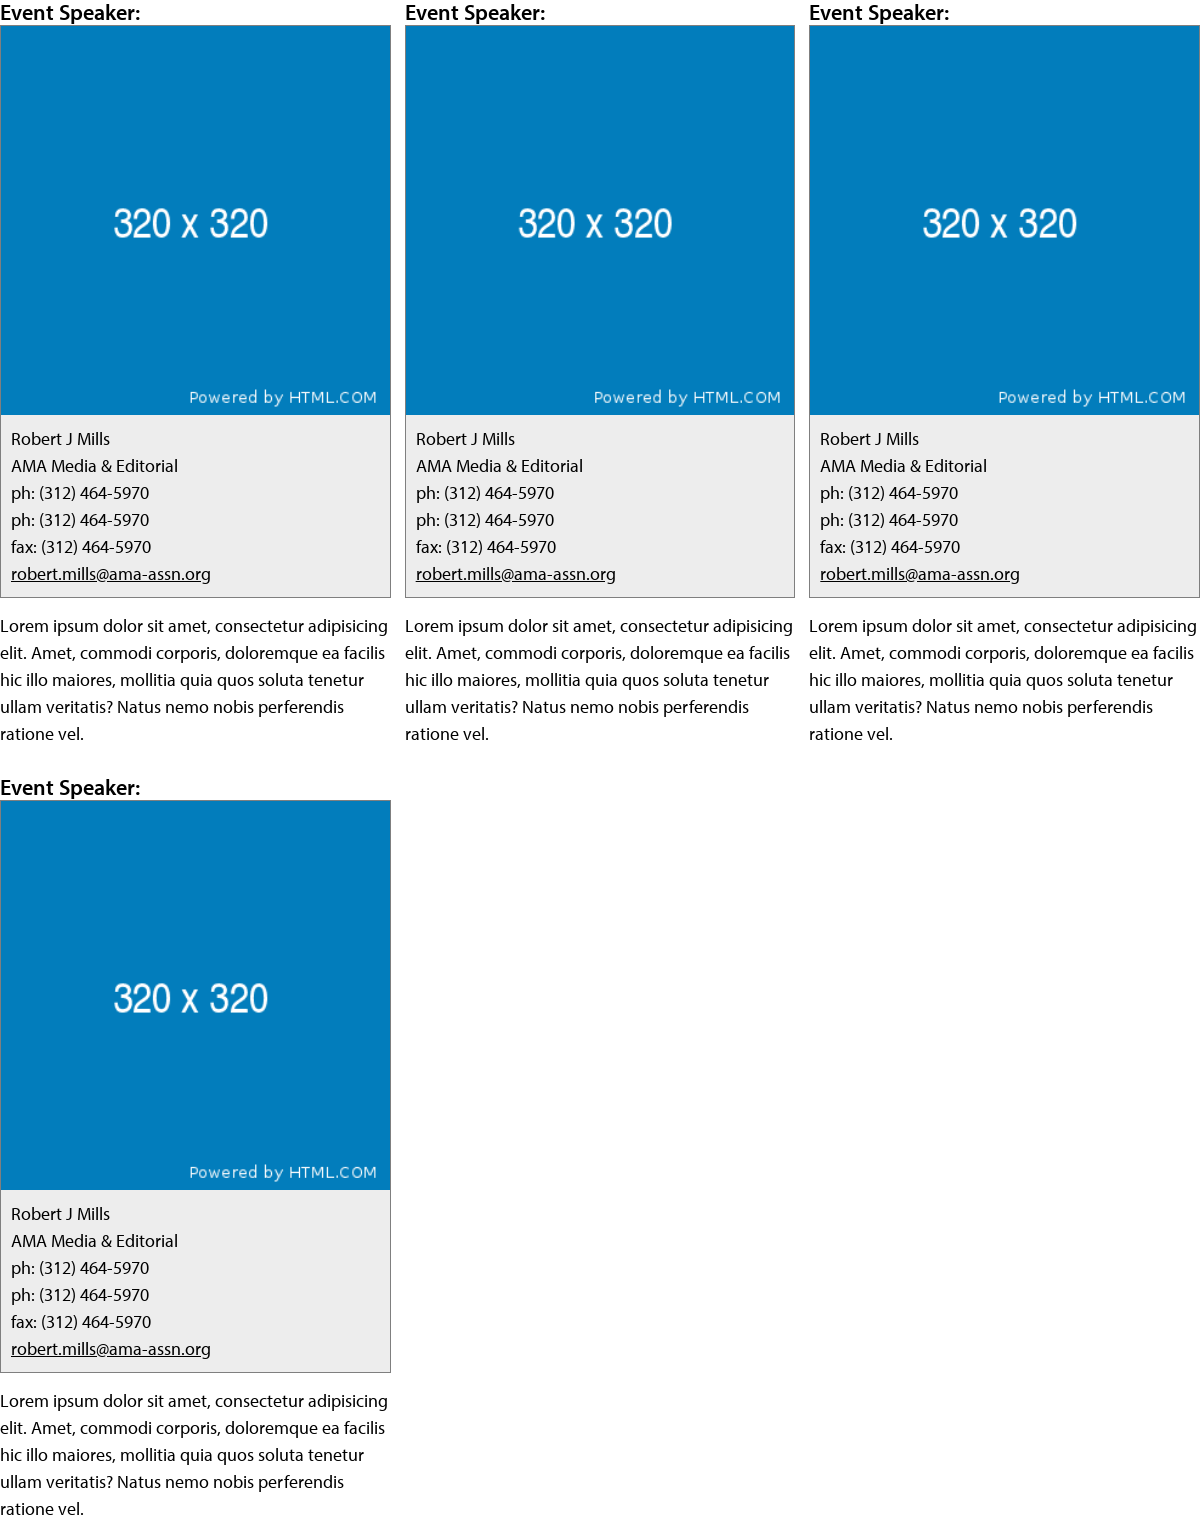 Event Speaker:
320 x 320
Powered by HTML.COM
Robert J Mills
AMA Media & Editorial
ph: (312) 464-5970
ph: (312) 464-5970
fax: (312) 464-5970
robert.mills@ama-assn.org
Lorem ipsum dolor sit amet, consectetur adipisicing
elit. Amet, commodi corporis, doloremque ea facilis
hic illo maiores, mollitia quia quos soluta tenetur
ullam veritatis? Natus nemo nobis perferendis
ratione vel.
Event Speaker:
320 x 320
Powered by HTML.COM
Robert J Mills
AMA Media & Editorial
ph: (312) 464-5970
ph: (312) 464-5970
fax: (312) 464-5970
robert.mills@ama-assn.org
Lorem ipsum dolor sit amet, consectetur adipisicing
elit. Amet, commodi corporis, doloremque ea facilis
hic illo maiores, mollitia quia quos soluta tenetur
ullam veritatis? Natus nemo nobis perferendis
ratione vel.
Event Speaker:
320 x 320
Powered by HTML.COM
Robert J Mills
AMA Media & Editorial
ph: (312) 464-5970
ph: (312) 464-5970
fax: (312) 464-5970
robert.mills@ama-assn.org
Lorem ipsum dolor sit amet, consectetur adipisicing
elit. Amet, commodi corporis, doloremque ea facilis
hic illo maiores, mollitia quia quos soluta tenetur
ullam veritatis? Natus nemo nobis perferendis
ratione vel.
Event Speaker:
320 x 320
Powered by HTML.COM
Robert J Mills
AMA Media & Editorial
ph: (312) 464-5970
ph: (312) 464-5970
fax: (312) 464-5970
robert.mills@ama-assn.org
Lorem ipsum dolor sit amet, consectetur adipisicing
elit. Amet, commodi corporis, doloremque ea facilis
hic illo maiores, mollitia quia quos soluta tenetur
ullam veritatis? Natus nemo nobis perferendis
ratione vel.